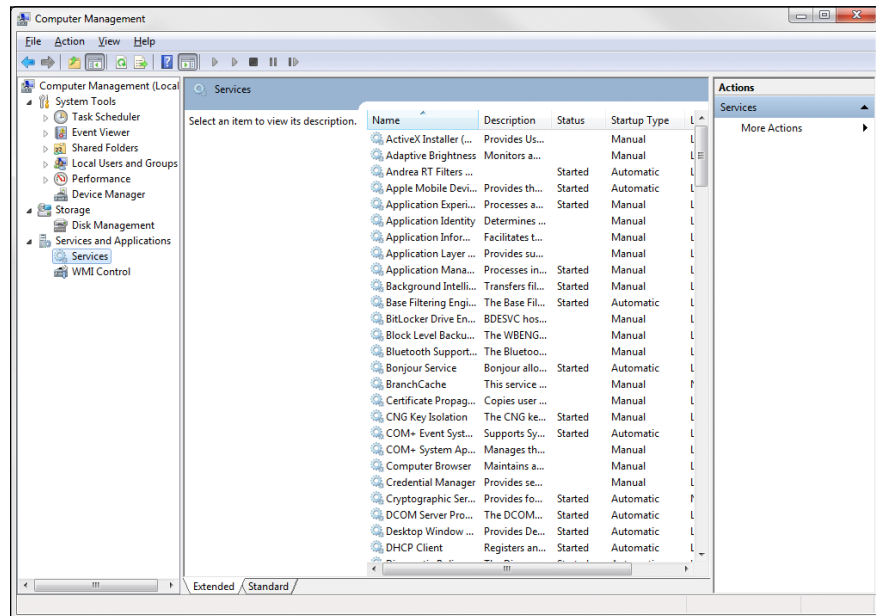 Computer Management
File Action View Help
Computer Management (Local
System Tools
Task Scheduler
Event Viewer
Shared Folders
Local Users and Groups
Performance
Device Manager
Storage
Disk Management
Services and Applications
Services
WMI Control
Services
Select an item to view its description.
Name Description Status Startup Type L
ActiveX Installer (... Provides Us... Manual L
Adaptive Brightness Monitors a... Manual L
Andrea RT Filters ... Started Automatic L
Apple Mobile Devi... Provides th... Started Automatic L
Application Experi... Processes a... Started Manual L
Application Identity Determines ... Manual L
Application Infor... Facilitates t... Manual L
Application Layer ... Provides su... Manual L
Application Mana... Processes in... Started Manual L
Background Intelli... Transfers fil... Started Manual L
Base Filtering Engi... The Base Fil... Started Automatic L
BitLocker Drive En... BDESVC hos... Manual L
Block Level Backu... The WBENG... Manual L
Bluetooth Support... The Bluetoo... Manual L
Bonjour Service Bonjour allo... Started Automatic L
BranchCache This service ... Manual N
Certificate Propag... Copies user ... Manual L
CNG Key Isolation The CNG ke... Started Manual L
COM+ Event Syst... Supports Sy... Started Automatic L
COM+ System Ap... Manages th... Manual L
Computer Browser Maintains a... Manual L
Credential Manager Provides se... Manual L
Cryptographic Ser... Provides fo... Started Automatic N
DCOM Server Pro... The DCOM... Started Automatic L
Desktop Window ... Provides De... Started Automatic L
DHCP Client Registers an... Started Automatic L
Extended Standard
Actions
Services
More Actions